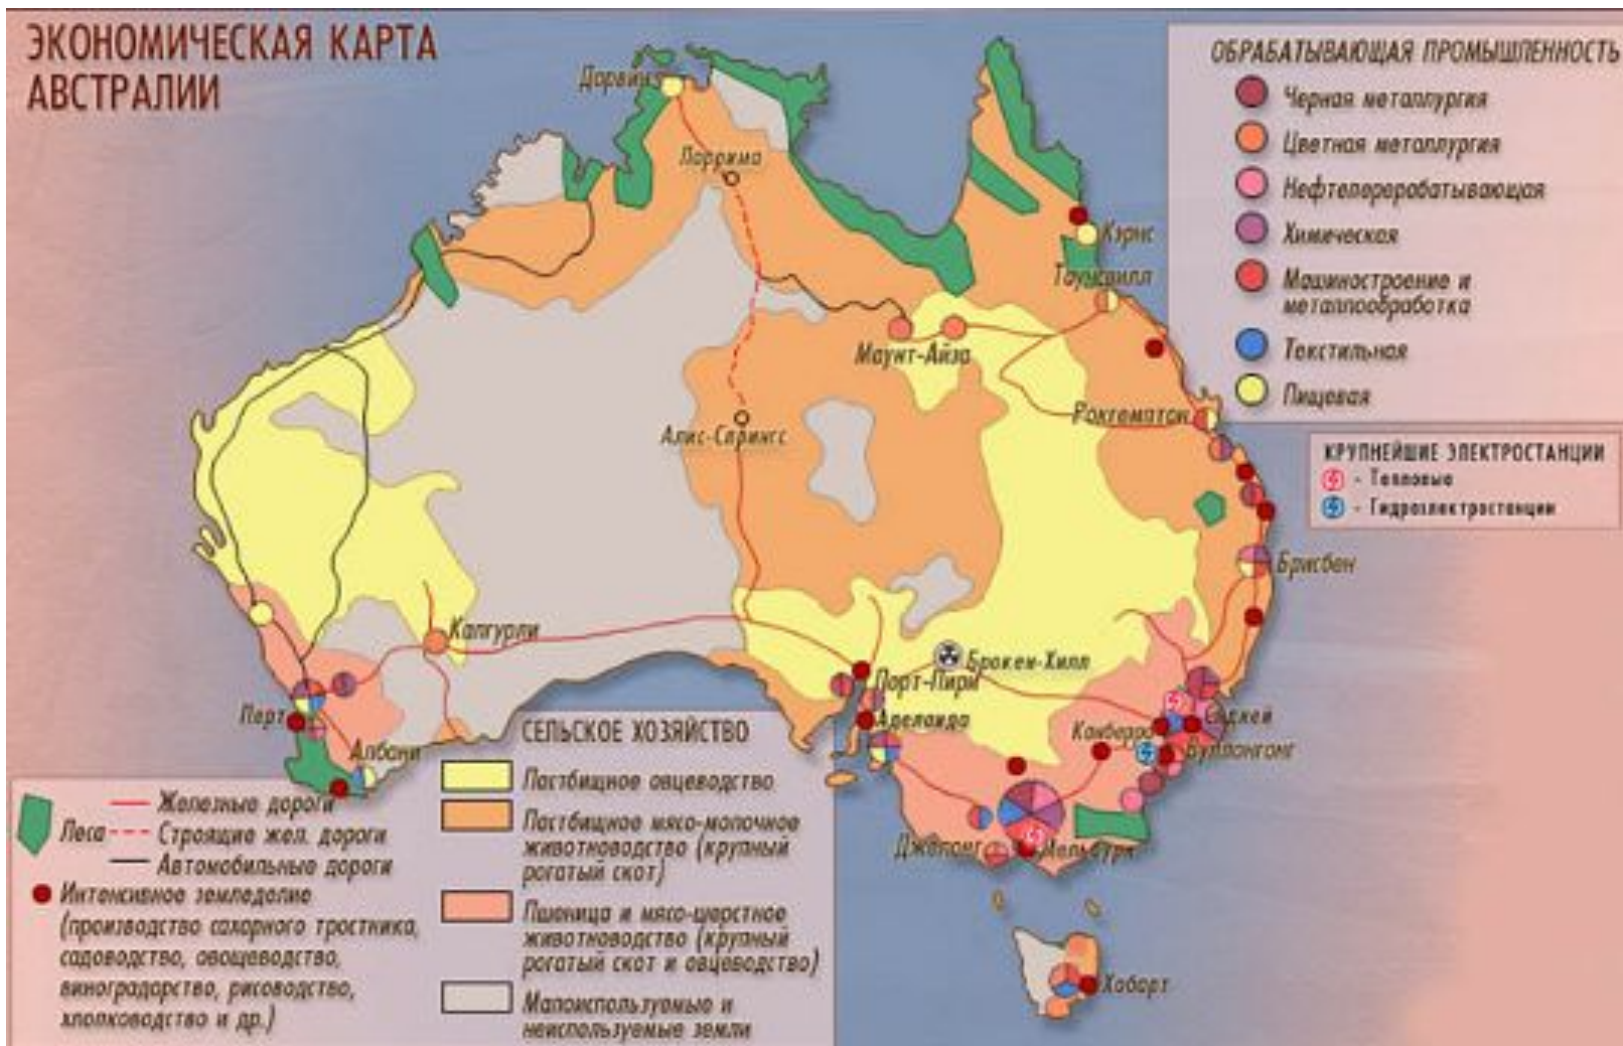 ЭКОНОМИЧЕСКАЯ КАРТА
АВСТРАЛИИ
ОБРАБАТЫВАЮЩАЯ ПРОМЫШЛЕННОСТЬ
Черная металлургия
Цветная металлургия
Нефтеперерабатывающая
Химическая
Машиностроение и
металлообработка
Текстильная
Пищевая
КРУПНЕЙШИЕ ЭЛЕКТРОСТАНЦИИ
- Тепловые
- Гидроэлектростанции
Дарвин
Ларрима
Кэрнс
Таунсвилл
Маунт-Айза
Рокгемптон
Алис-Спрингс
Брисбен
Калгурли
Брокен-Хилл
Порт-Пири
Перт
Аделаида
Сидней
Канберра
Вуллонгонг
Албани
Джелонг
Мельбурн
Хобарт
СЕЛЬСКОЕ ХОЗЯЙСТВО
Пастбищное овцеводство
Пастбищное мясо-молочное
животноводство (крупный
рогатый скот)
Пшеница и мясо-шерстное
животноводство (крупный
рогатый скот и овцеводство)
Малоиспользуемые и
неиспользуемые земли
Леса
Железные дороги
Строящие жел. дороги
Автомобильные дороги
Интенсивное земледелие
(производство сахарного тростника,
садоводство, овощеводство,
виноградарство, рисоводство,
хлопководство и др.)